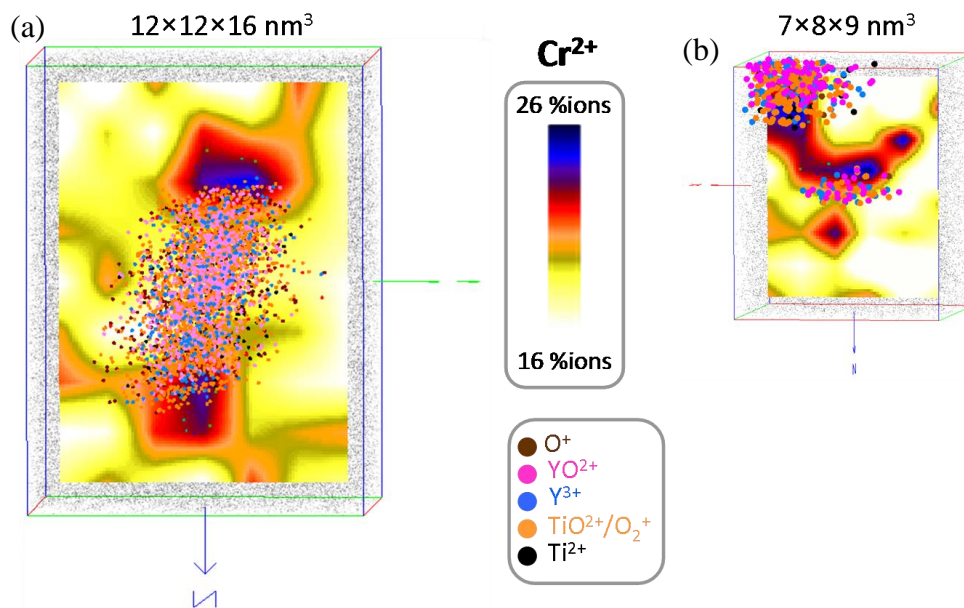 (a)
12×12×16 nm³
Cr²⁺
26 %ions
16 %ions
(b)
7×8×9 nm³
O⁺
YO²⁺
Y³⁺
TiO²⁺/O₂⁺
Ti²⁺
N
N